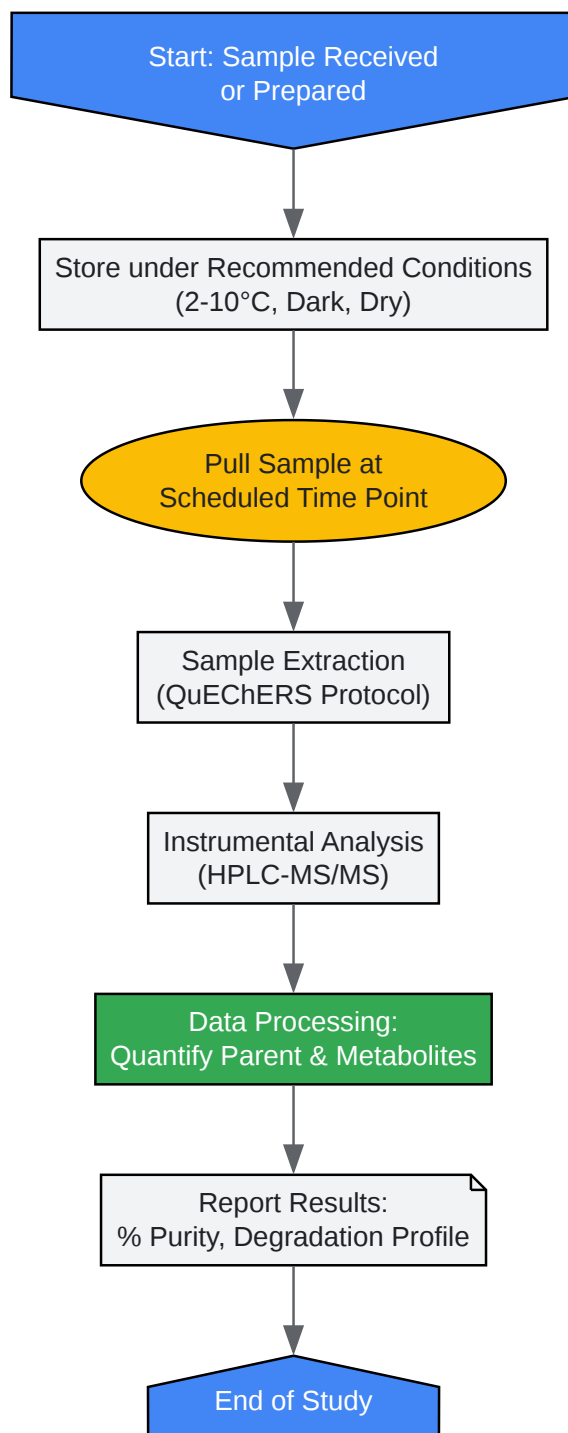 Start: Sample Received
or Prepared
Store under Recommended Conditions
(2-10°C, Dark, Dry)
Pull Sample at
Scheduled Time Point
Sample Extraction
(QuEChERS Protocol)
Instrumental Analysis
(HPLC-MS/MS)
Data Processing:
Quantify Parent & Metabolites
Report Results:
% Purity, Degradation Profile
End of Study